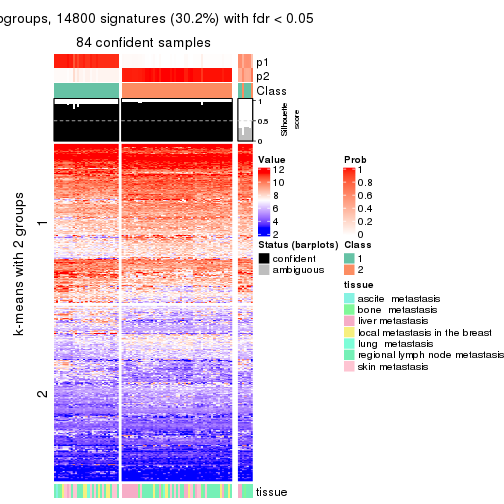 ogroups, 14800 signatures (30.2%) with fdr < 0.05
84 confident samples
p1
p2
Class
1
0.5
0
Silhouette
score
k-means with 2 groups
1
2
Value
12
10
8
6
4
2
Prob
1
0.8
0.6
0.4
0.2
0
Status (barplots)
confident
ambiguous
Class
1
2
tissue
ascite metastasis
bone metastasis
liver metastasis
local metastasis in the breast
lung metastasis
regional lymph node metastasis
skin metastasis
tissue